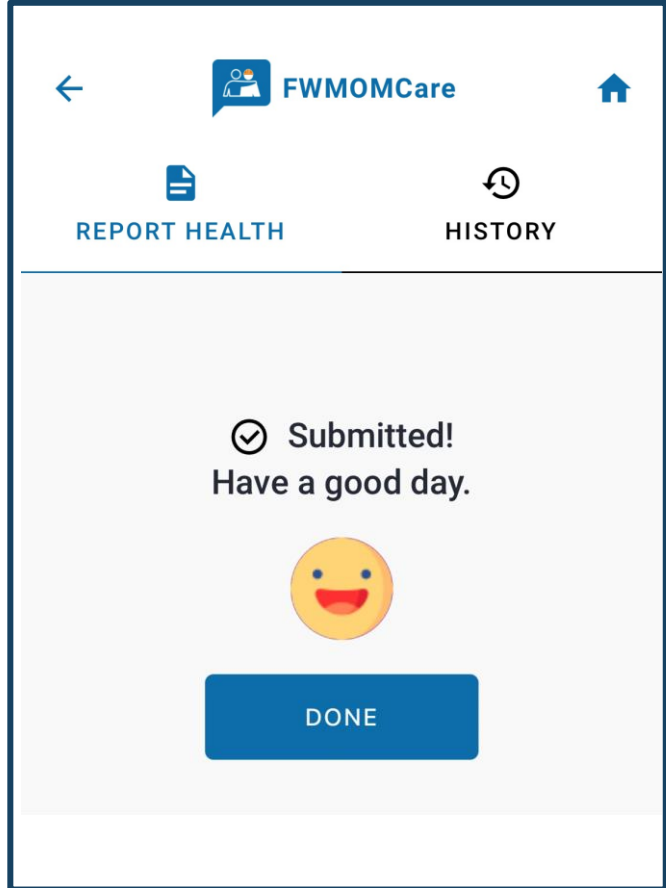 FWMOMCare
REPORT HEALTH
HISTORY
Submitted!
Have a good day.
DONE